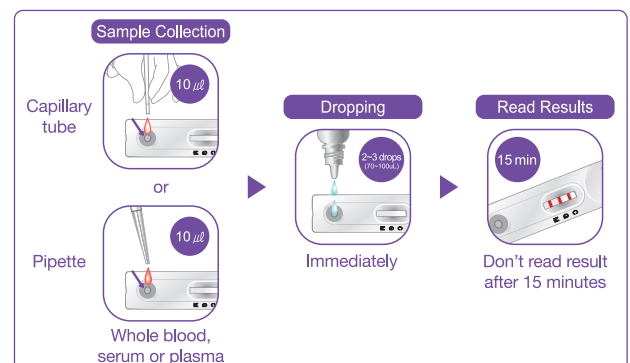 Sample Collection
10 ㎕
Capillary
tube
or
10 ㎕
Pipette
Whole blood,
serum or plasma
Dropping
2~3 drops
(70~100uL)
Immediately
Read Results
15 min
Don't read result
after 15 minutes